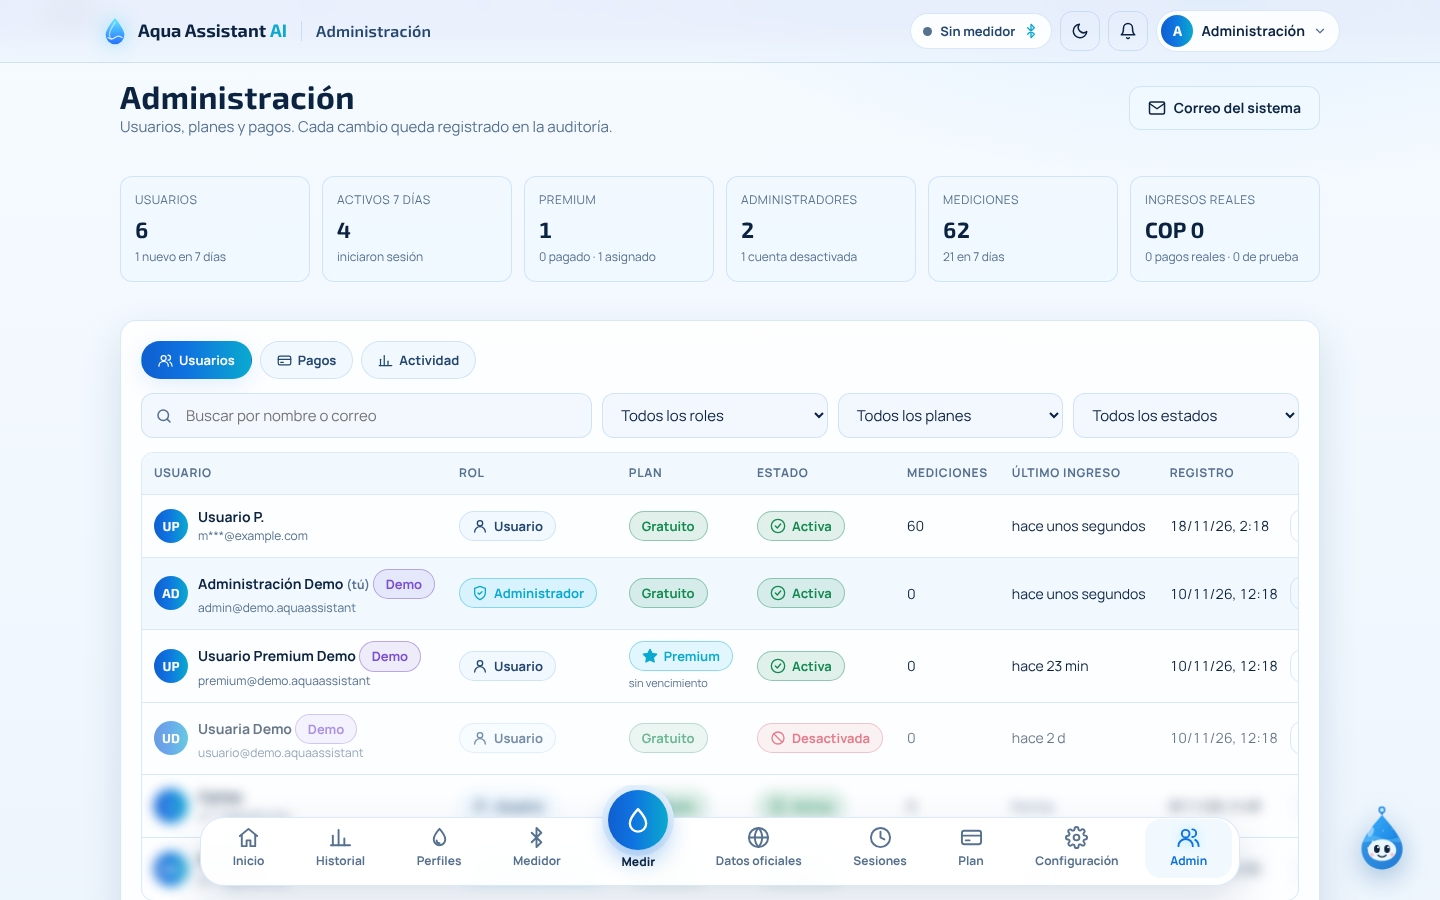 Aqua Assistant AI
Administración
Sin medidor
A
Administración
Administración
Usuarios, planes y pagos. Cada cambio queda registrado en la auditoría.
Correo del sistema
USUARIOS
6
1 nuevo en 7 días
ACTIVOS 7 DÍAS
4
iniciaron sesión
PREMIUM
1
0 pagado · 1 asignado
ADMINISTRADORES
2
1 cuenta desactivada
MEDICIONES
62
21 en 7 días
INGRESOS REALES
COP 0
0 pagos reales · 0 de prueba
Usuarios
Pagos
Actividad
Buscar por nombre o correo
Todos los roles
Todos los planes
Todos los estados
USUARIO ROL PLAN ESTADO MEDICIONES ÚLTIMO INGRESO REGISTRO
UP Usuario P. Usuario Gratuito Activa 60 hace unos segundos 18/11/26, 2:18
m***@example.com
AD Administración Demo (tú) Demo Administrador Gratuito Activa 0 hace unos segundos 10/11/26, 12:18
admin@demo.aquaassistant
UP Usuario Premium Demo Demo Usuario Premium Activa 0 hace 23 min 10/11/26, 12:18
premium@demo.aquaassistant sin vencimiento
UD Usuaria Demo Demo Usuario Gratuito Desactivada 0 hace 2 d 10/11/26, 12:18
usuario@demo.aquaassistant
Inicio
Historial
Perfiles
Medidor
Medir
Datos oficiales
Sesiones
Plan
Configuración
Admin